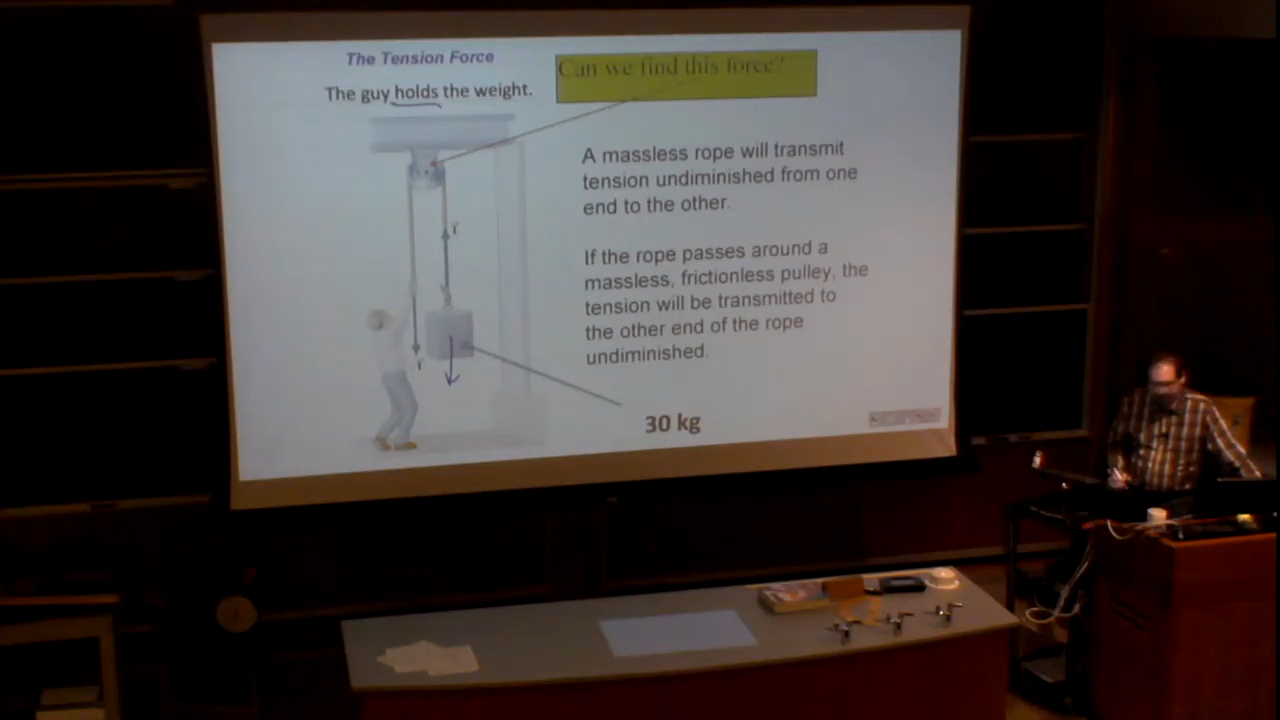 The Tension Force
Can we find this force?
The guy holds the weight.
A massless rope will transmit
tension undiminished from one
end to the other.
If the rope passes around a
massless, frictionless pulley, the
tension will be transmitted to
the other end of the rope
undiminished.
T
T
30 kg